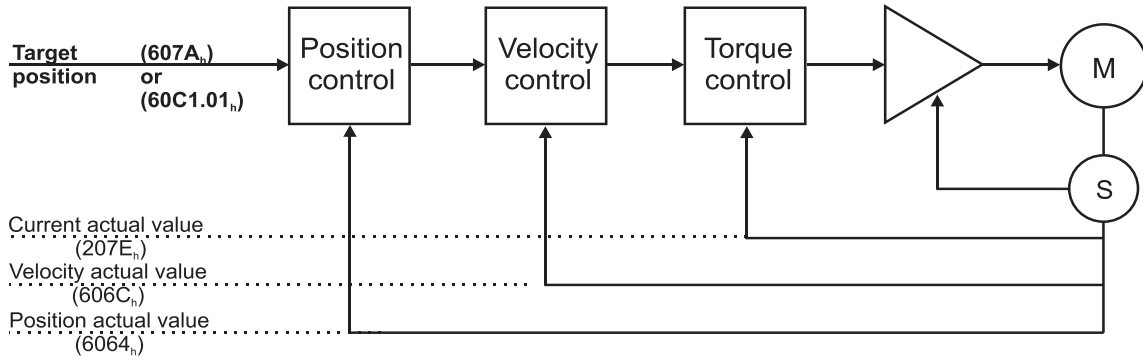 Target (607Aₕ)
position or
(60C1.01ₕ)
Position
control
Velocity
control
Torque
control
M
S
Current actual value
(207Eₕ)
Velocity actual value
(606Cₕ)
Position actual value
(6064ₕ)